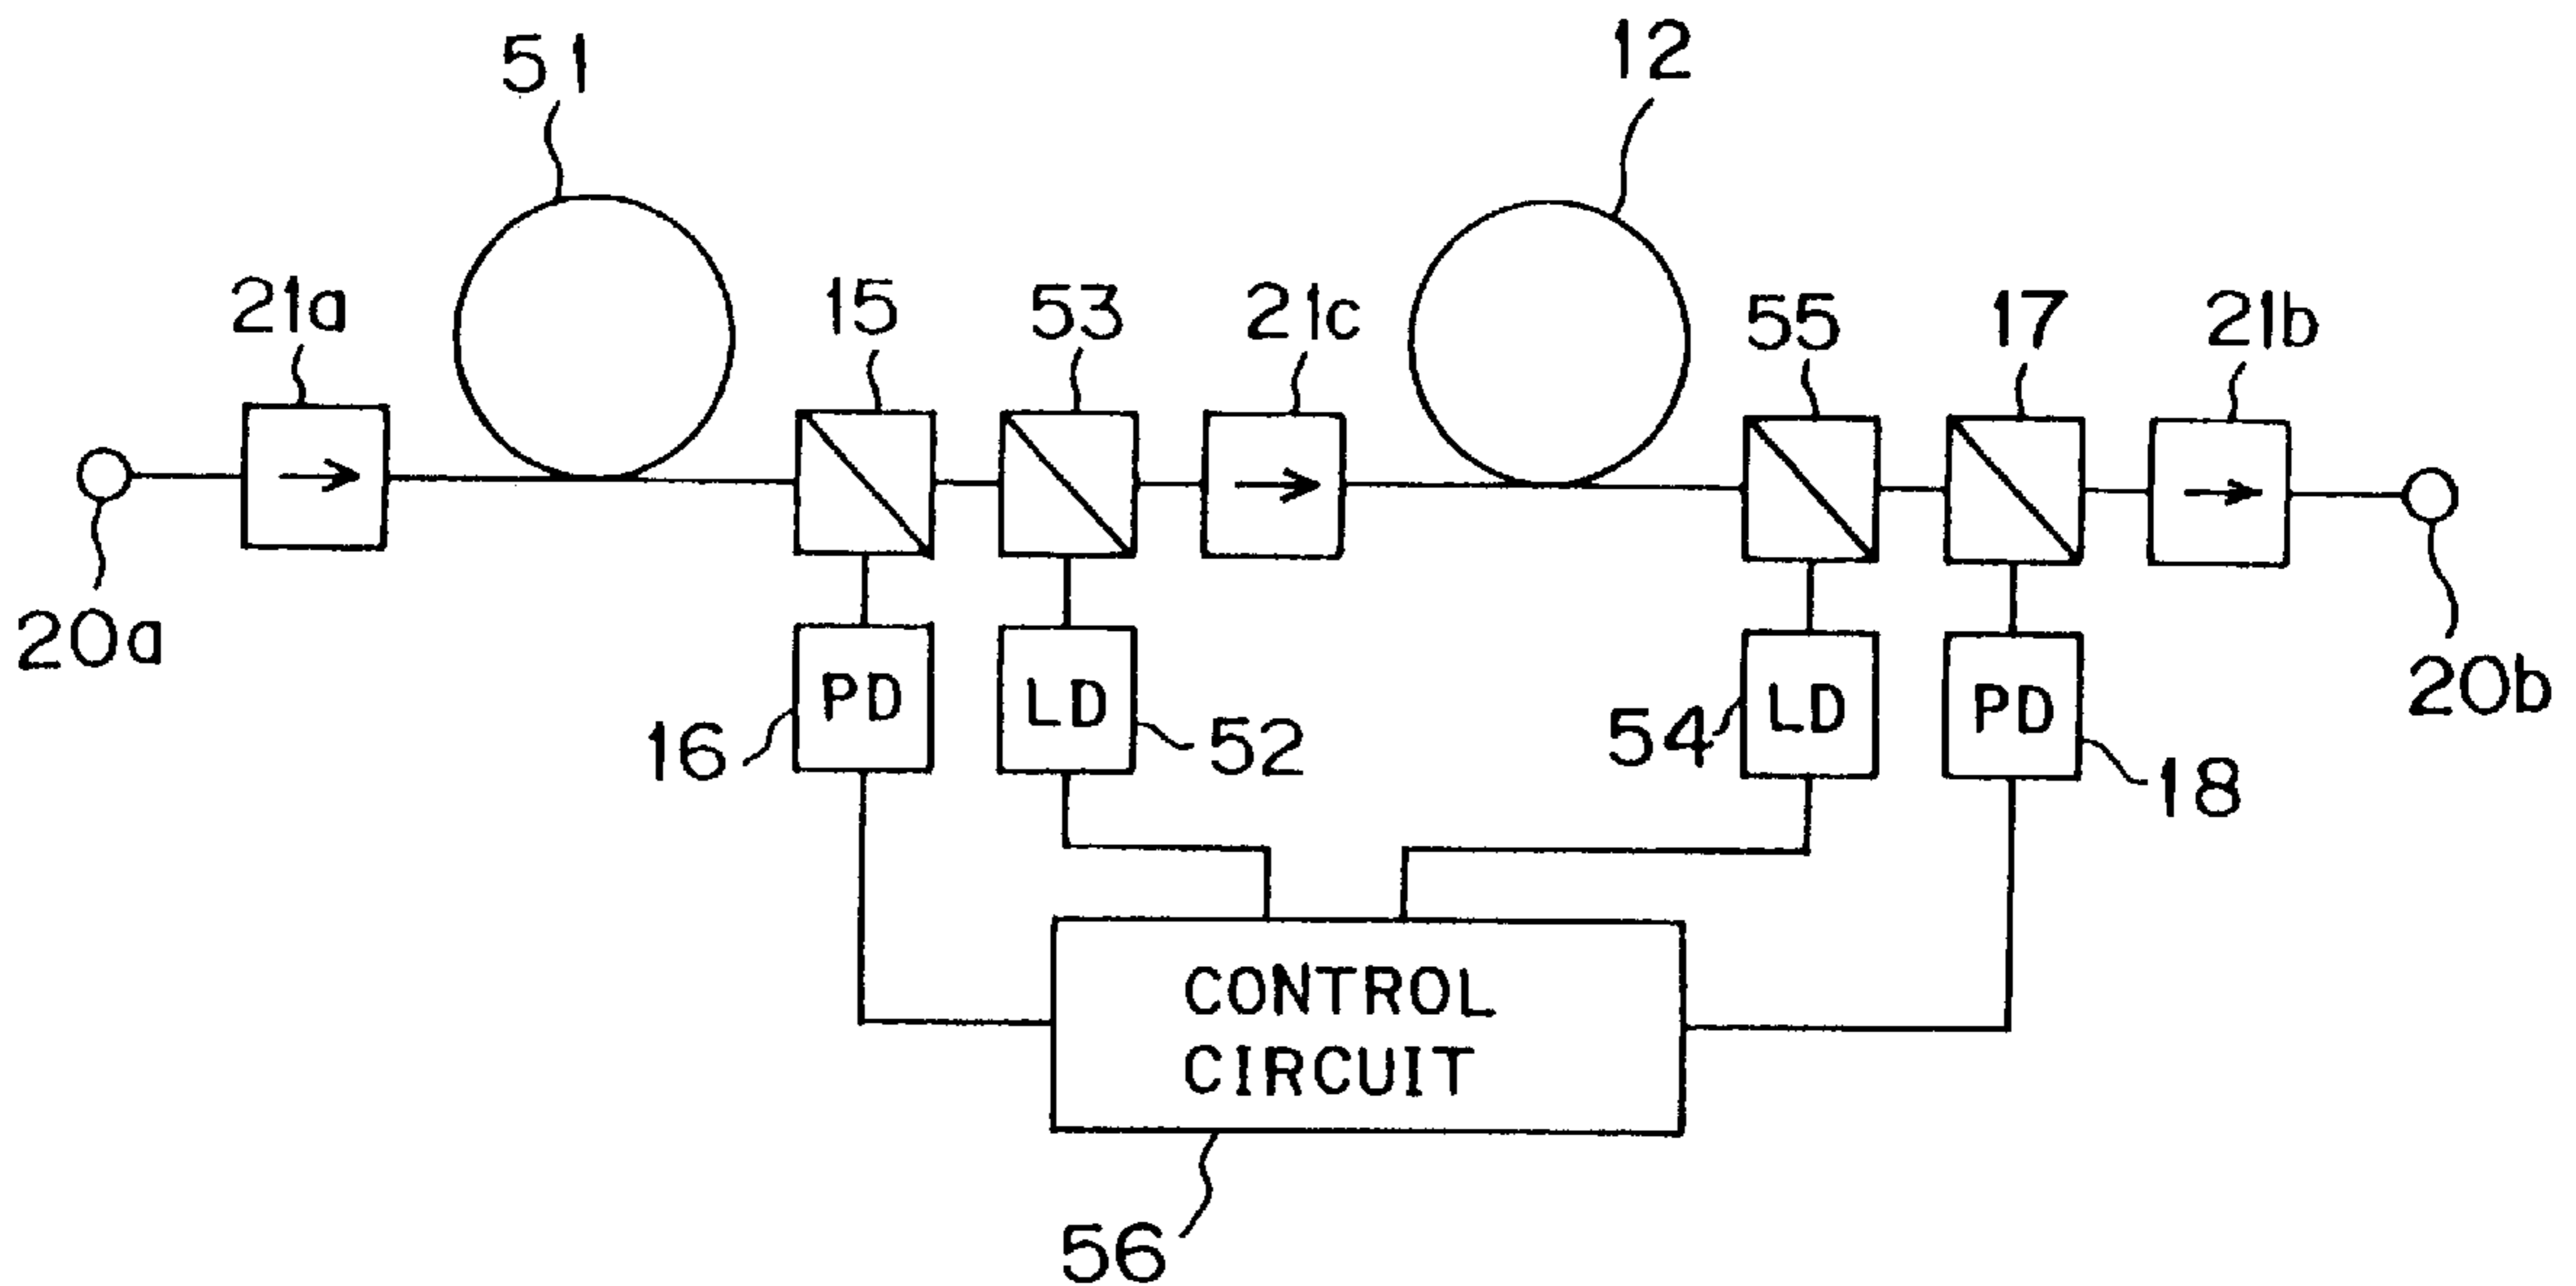 51
12
21a
15
53
21c
55
17
21b
20a
PD
LD
LD
PD
16
52
54
18
20b
CONTROL
CIRCUIT
56